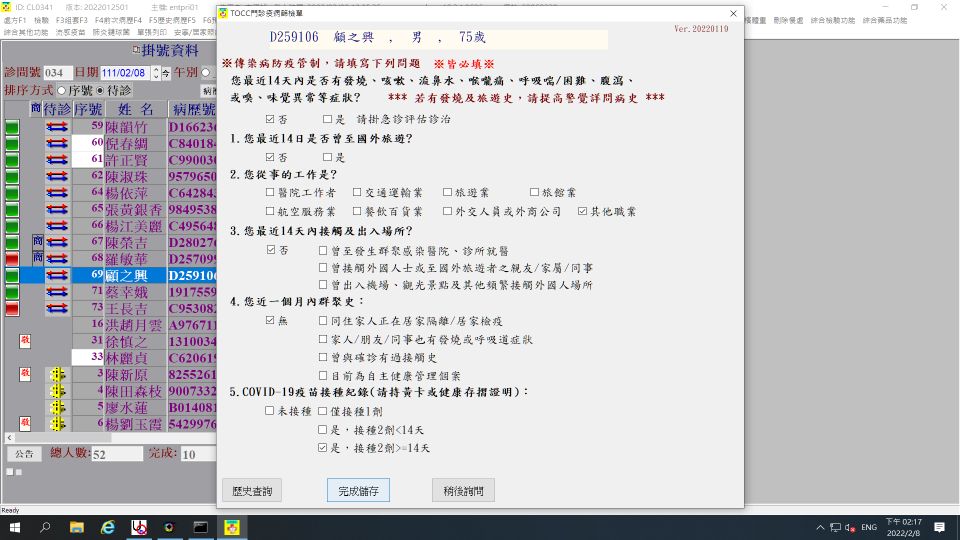 ID: CL0341 版本: 2022012501 主機: entpri01
TOCC門診疫病篩檢單
處方F1 檢驗 F3組套F3 F4前次病歷F4 F5歷史病歷F5
D259106 顧之興 , 男 , 75歲
Ver.20220119
綜合其他功能 流感疫苗 肺炎鏈球菌 單張列印
刪除餐處 綜合檢驗功能 綜合藥品功能
掛號資料
診間號 034 日期 111/02/08 今 午別
排序方式 序號 待診
※傳染病防疫管制，請填寫下列問題 ※皆必填※
您最近14天內是否有發燒、咳嗽、流鼻水、喉嚨痛、呼吸喘/困難、腹瀉、
或嗅、味覺異常等症狀? *** 若有發燒及旅遊史，請提高警覺詳問病史 ***
否 是 請掛急診評估診治
1.您最近14日是否曾至國外旅遊?
否 是
2.您從事的工作是?
醫院工作者 交通運輸業 旅遊業 旅館業
航空服務業 餐飲百貨業 外交人員或外商公司 其他職業
3.您最近14天內接觸及出入場所?
否 曾至發生群聚感染醫院、診所就醫
曾接觸外國人士或至國外旅遊者之親友/家屬/同事
曾出入機場、觀光景點及其他頻繁接觸外國人場所
4.您近一個月內群聚史：
無 同住家人正在居家隔離/居家檢疫
家人/朋友/同事也有發燒或呼吸道症狀
曾與確診有過接觸史
目前為自主健康管理個案
5.COVID-19疫苗接種紀錄(請持黃卡或健康存摺證明)：
未接種 僅接種1劑
是，接種2劑<14天
是，接種2劑>=14天
歷史查詢 完成儲存 稍後詢問
商 待診 序號 姓 名 病歷號
59 陳韻竹 D16623
60 倪春綢 C84018
61 許正賢 C99003
62 陳淑珠 957965
64 楊依萍 C64284
65 張黃銀香 984953
66 楊江美麗 C49564
商 67 陳榮吉 D28027
商 68 羅敏華 D25709
69 顧之興 D259106
71 蔡幸娥 191755
73 王長吉 C95308
16 洪趙月雲 A97671
敬 31 徐慎之 131003
33 林麗貞 C62061
敬 3 陳新原 825526
4 陳田森枝 900733
5 廖水蓮 B01408
敬 6 楊劉玉霞 542997
公告 總人數: 52 完成: 10
Ready
ENG
下午 02:17
2022/2/8